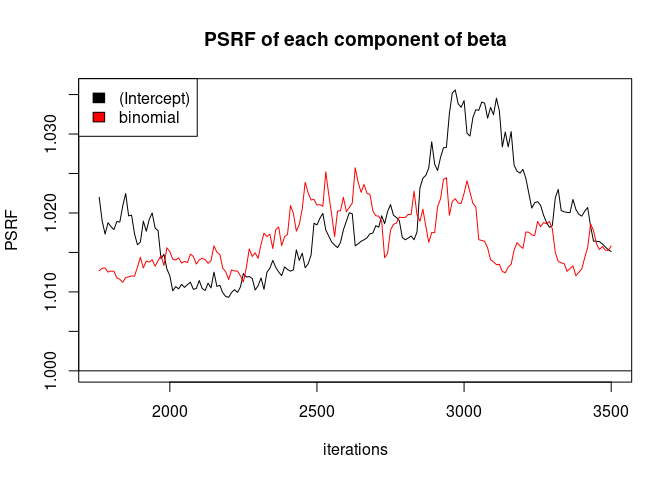 PSRF of each component of beta
(Intercept)
binomial
PSRF
1.030
1.020
1.010
1.000
2000 2500 3000 3500
iterations